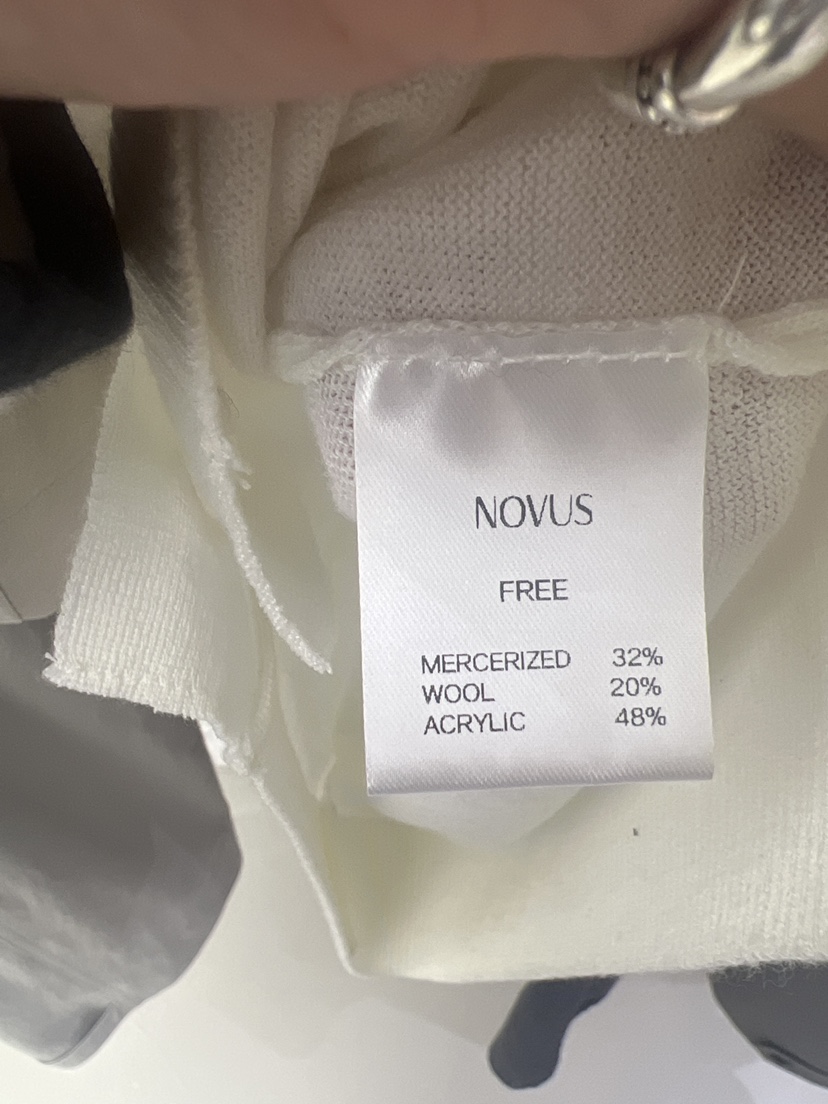 NOVUS
FREE
MERCERIZED 32%
WOOL 20%
ACRYLIC 48%